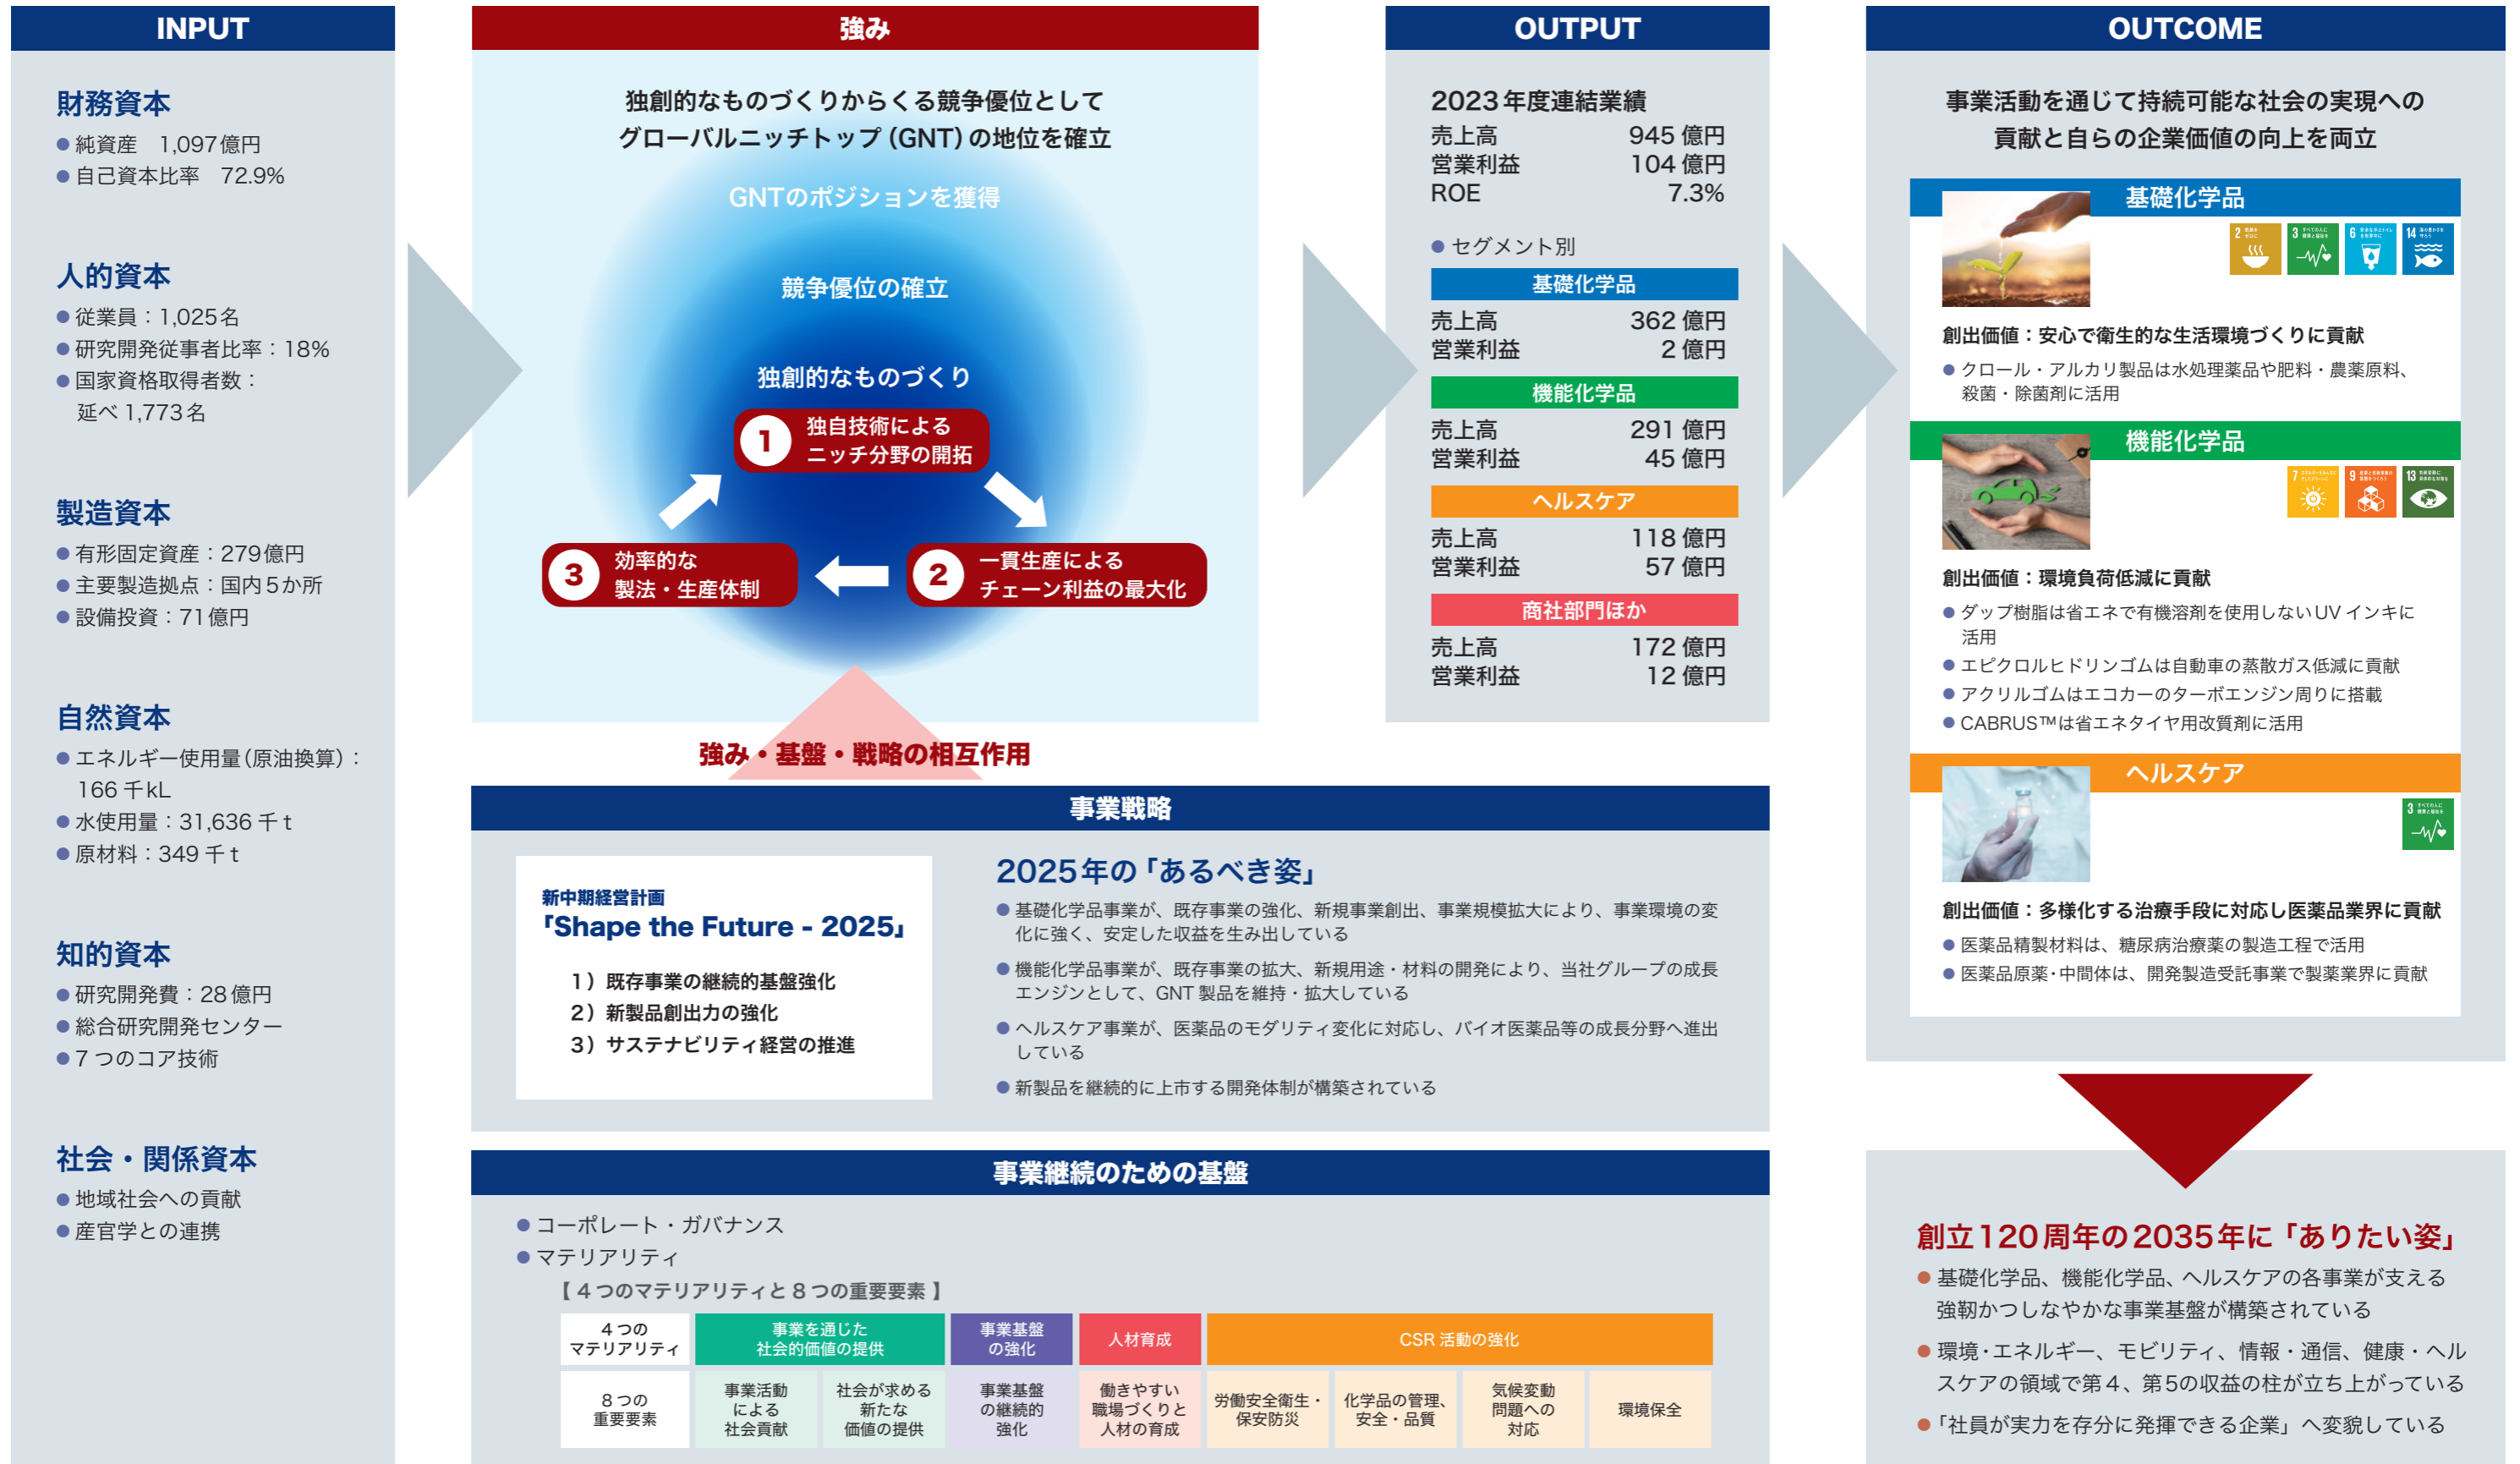 INPUT
財務資本
● 純資産　1,097億円
● 自己資本比率　72.9%
人的資本
● 従業員：1,025名
● 研究開発従事者比率：18%
● 国家資格取得者数：
延べ 1,773名
製造資本
● 有形固定資産：279億円
● 主要製造拠点：国内5か所
● 設備投資：71億円
自然資本
● エネルギー使用量（原油換算）：
166 千kL
● 水使用量：31,636 千 t
● 原材料：349 千 t
知的資本
● 研究開発費：28億円
● 総合研究開発センター
● 7 つのコア技術
社会・関係資本
● 地域社会への貢献
● 産官学との連携
強み
独創的なものづくりからくる競争優位として
グローバルニッチトップ（GNT）の地位を確立
GNTのポジションを獲得
競争優位の確立
独創的なものづくり
1 独自技術による
ニッチ分野の開拓
2 一貫生産による
チェーン利益の最大化
3 効率的な
製法・生産体制
強み・基盤・戦略の相互作用
OUTPUT
2023年度連結業績
売上高 945 億円
営業利益 104 億円
ROE 7.3%
● セグメント別
基礎化学品
売上高 362 億円
営業利益 2 億円
機能化学品
売上高 291 億円
営業利益 45 億円
ヘルスケア
売上高 118 億円
営業利益 57 億円
商社部門ほか
売上高 172 億円
営業利益 12 億円
事業戦略
新中期経営計画
「Shape the Future - 2025」
1）既存事業の継続的基盤強化
2）新製品創出力の強化
3）サステナビリティ経営の推進
2025年の「あるべき姿」
● 基礎化学品事業が、既存事業の強化、新規事業創出、事業規模拡大により、事業環境の変
化に強く、安定した収益を生み出している
● 機能化学品事業が、既存事業の拡大、新規用途・材料の開発により、当社グループの成長
エンジンとして、GNT 製品を維持・拡大している
● ヘルスケア事業が、医薬品のモダリティ変化に対応し、バイオ医薬品等の成長分野へ進出
している
● 新製品を継続的に上市する開発体制が構築されている
事業継続のための基盤
● コーポレート・ガバナンス
● マテリアリティ
【 4 つのマテリアリティと 8 つの重要要素 】
4 つの
マテリアリティ
事業を通じた
社会的価値の提供
事業基盤
の強化
人材育成
CSR 活動の強化
8 つの
重要要素
事業活動
による
社会貢献
社会が求める
新たな
価値の提供
事業基盤
の継続的
強化
働きやすい
職場づくりと
人材の育成
労働安全衛生・
保安防災
化学品の管理、
安全・品質
気候変動
問題への
対応
環境保全
OUTCOME
事業活動を通じて持続可能な社会の実現への
貢献と自らの企業価値の向上を両立
基礎化学品
2
3 すべての人に
6
14
創出価値：安心で衛生的な生活環境づくりに貢献
● クロール・アルカリ製品は水処理薬品や肥料・農薬原料、
殺菌・除菌剤に活用
機能化学品
7
9
13
創出価値：環境負荷低減に貢献
● ダップ樹脂は省エネで有機溶剤を使用しないUV インキに
活用
● エピクロルヒドリンゴムは自動車の蒸散ガス低減に貢献
● アクリルゴムはエコカーのターボエンジン周りに搭載
● CABRUS™は省エネタイヤ用改質剤に活用
ヘルスケア
3 すべての人に
創出価値：多様化する治療手段に対応し医薬品業界に貢献
● 医薬品精製材料は、糖尿病治療薬の製造工程で活用
● 医薬品原薬・中間体は、開発製造受託事業で製薬業界に貢献
創立120周年の2035年に「ありたい姿」
● 基礎化学品、機能化学品、ヘルスケアの各事業が支える
強靭かつしなやかな事業基盤が構築されている
● 環境・エネルギー、モビリティ、情報・通信、健康・ヘル
スケアの領域で第4、第5の収益の柱が立ち上がっている
● 「社員が実力を存分に発揮できる企業」へ変貌している